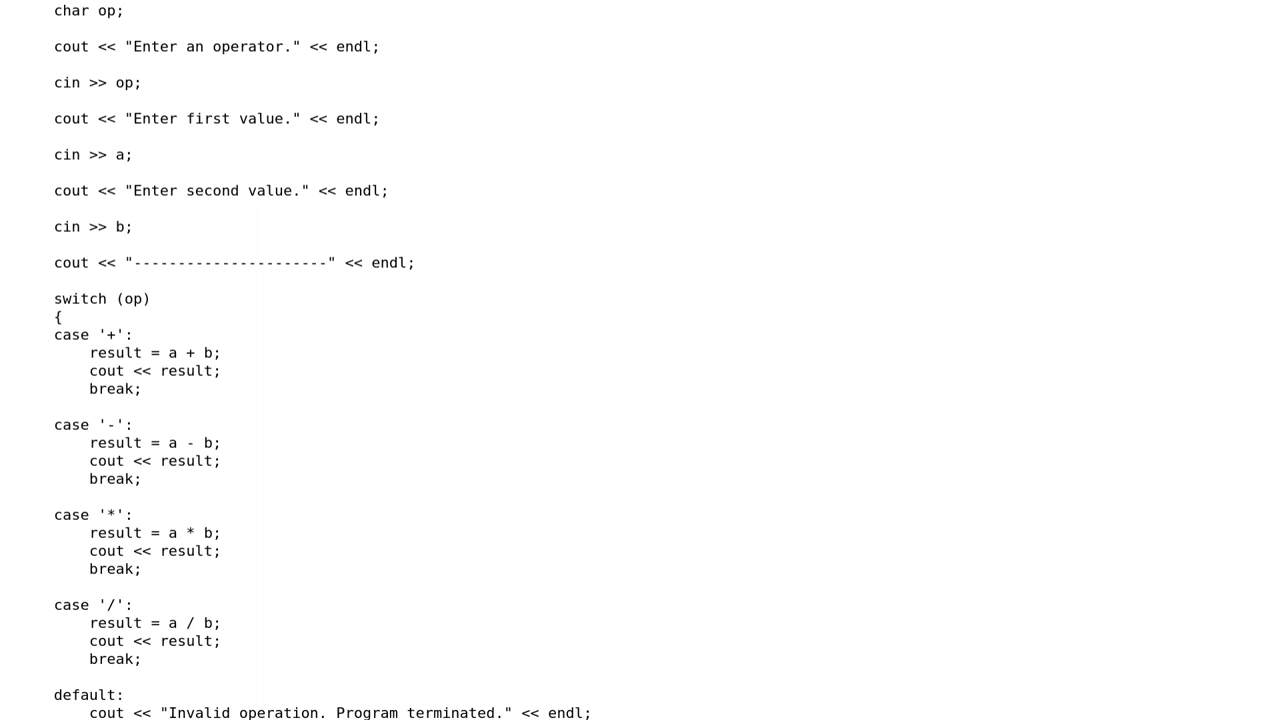 char op;
cout << "Enter an operator." << endl;
cin >> op;
cout << "Enter first value." << endl;
cin >> a;
cout << "Enter second value." << endl;
cin >> b;
cout << "----------------------" << endl;
switch (op)
{
case '+':
    result = a + b;
    cout << result;
    break;
case '-':
    result = a - b;
    cout << result;
    break;
case '*':
    result = a * b;
    cout << result;
    break;
case '/':
    result = a / b;
    cout << result;
    break;
default:
    cout << "Invalid operation. Program terminated." << endl;